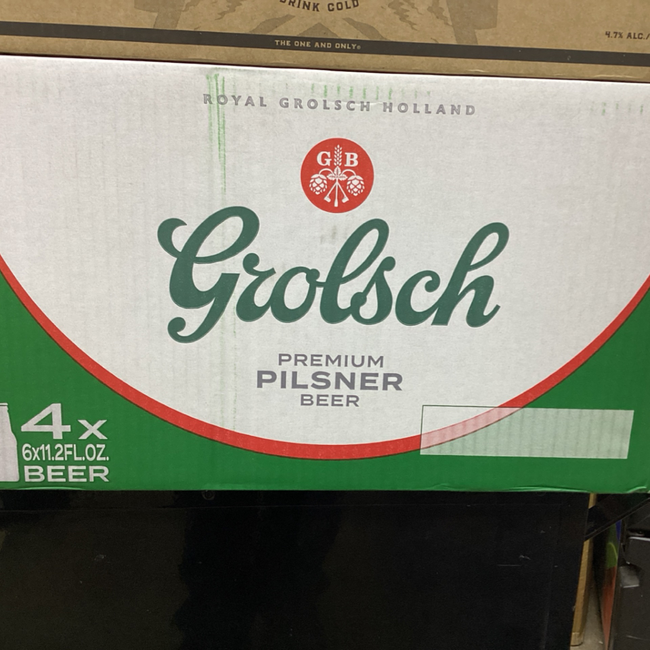 DRINK COLD
THE ONE AND ONLY®
4.7% ALC./
ROYAL GROLSCH HOLLAND
G B
Grolsch
PREMIUM
PILSNER
BEER
4x
6x11.2FL.OZ.
BEER